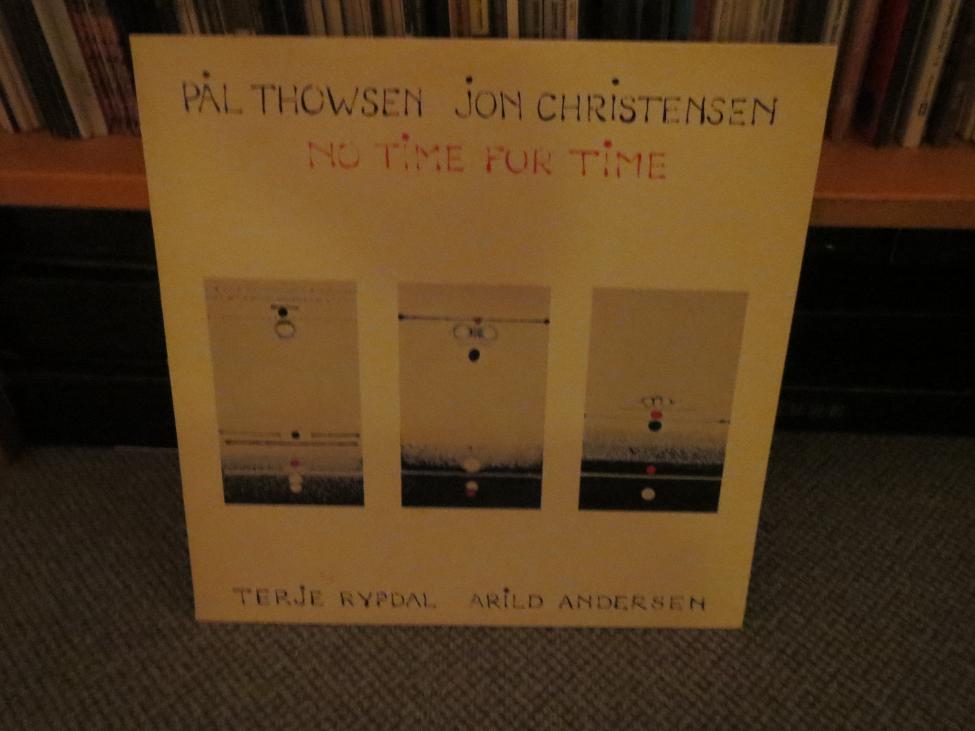 PÅL THOWSEN JON CHRISTENSEN
NO TIME FOR TIME
TERJE RYPDAL ARILD ANDERSEN